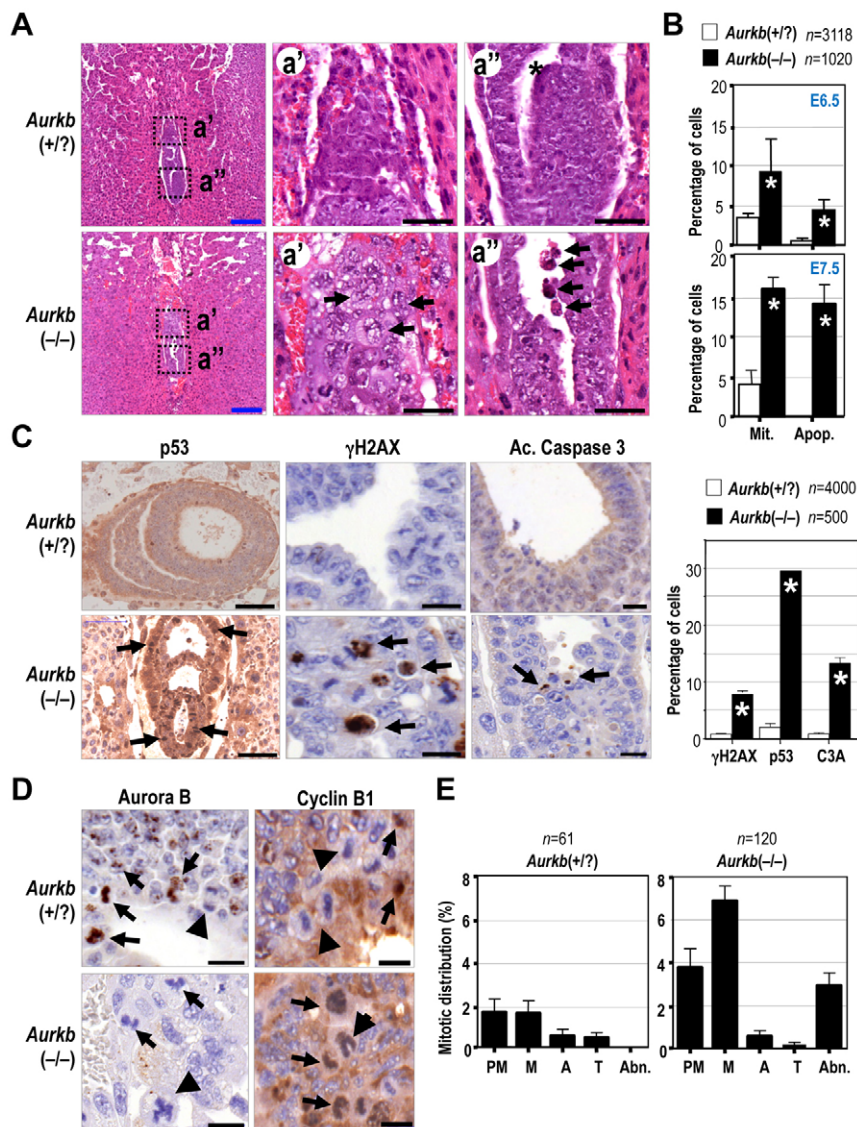 A
B
Aurkb(+/?) n=3118
Aurkb(–/–) n=1020
Aurkb
(+/?)
a'
a''
a'
a''
*
Aurkb
(–/–)
a'
a''
a'
a''
Percentage of cells
20
15
10
5
0
E6.5
*
*
Percentage of cells
20
15
10
5
0
E7.5
*
*
Mit. Apop.
C
p53 γH2AX Ac. Caspase 3
Aurkb
(+/?)
Aurkb
(–/–)
Aurkb(+/?) n=4000
Aurkb(–/–) n=500
Percentage of cells
30
20
10
0
*
*
*
γH2AX p53 C3A
D
Aurora B Cyclin B1
Aurkb
(+/?)
Aurkb
(–/–)
E
n=61 n=120
Aurkb(+/?) Aurkb(–/–)
Mitotic distribution (%)
8
6
4
2
0
PM M A T Abn.
8
6
4
2
0
PM M A T Abn.